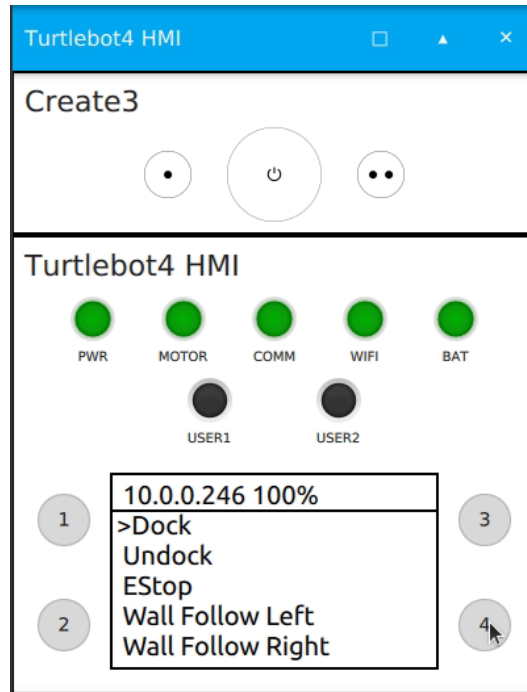 Turtlebot4 HMI
Create3
Turtlebot4 HMI
PWR MOTOR COMM WIFI BAT
USER1 USER2
10.0.0.246 100%
1 >Dock 3
Undock
EStop
2 Wall Follow Left 4
Wall Follow Right